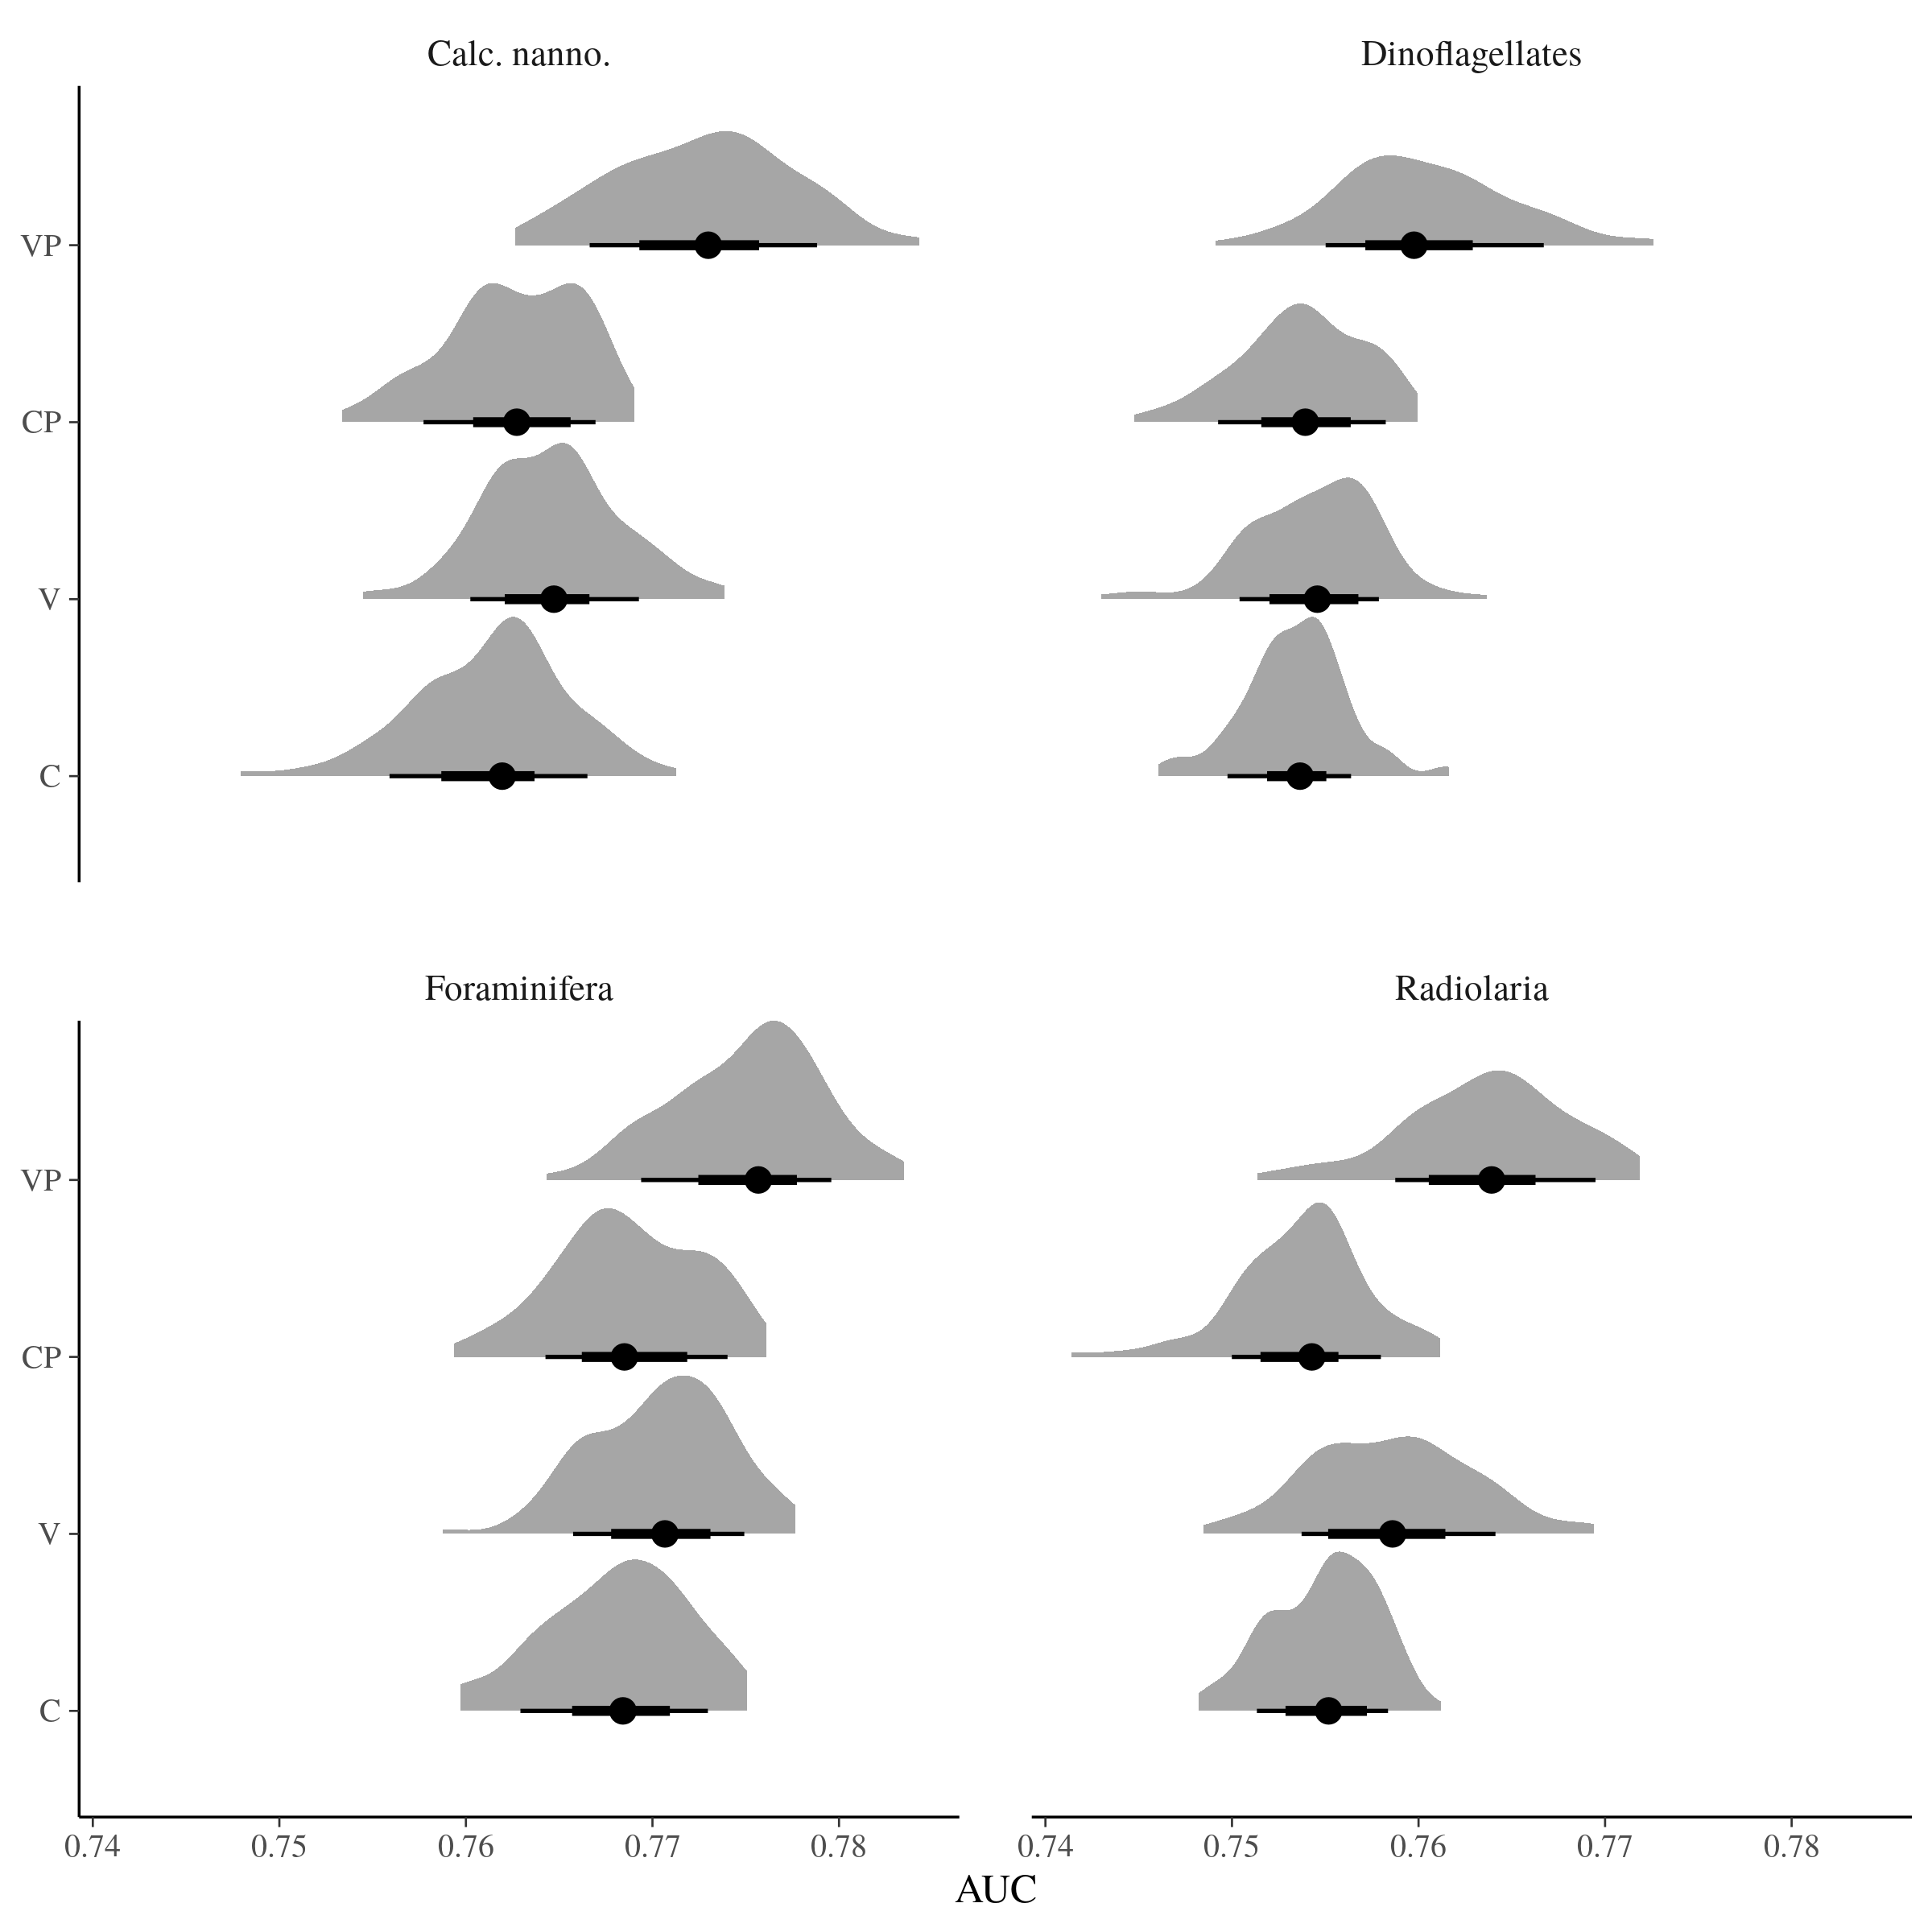 Calc. nanno.
Dinoflagellates
VP
CP
V
C
Foraminifera
Radiolaria
VP
CP
V
C
0.74 0.75 0.76 0.77 0.78 0.74 0.75 0.76 0.77 0.78
AUC